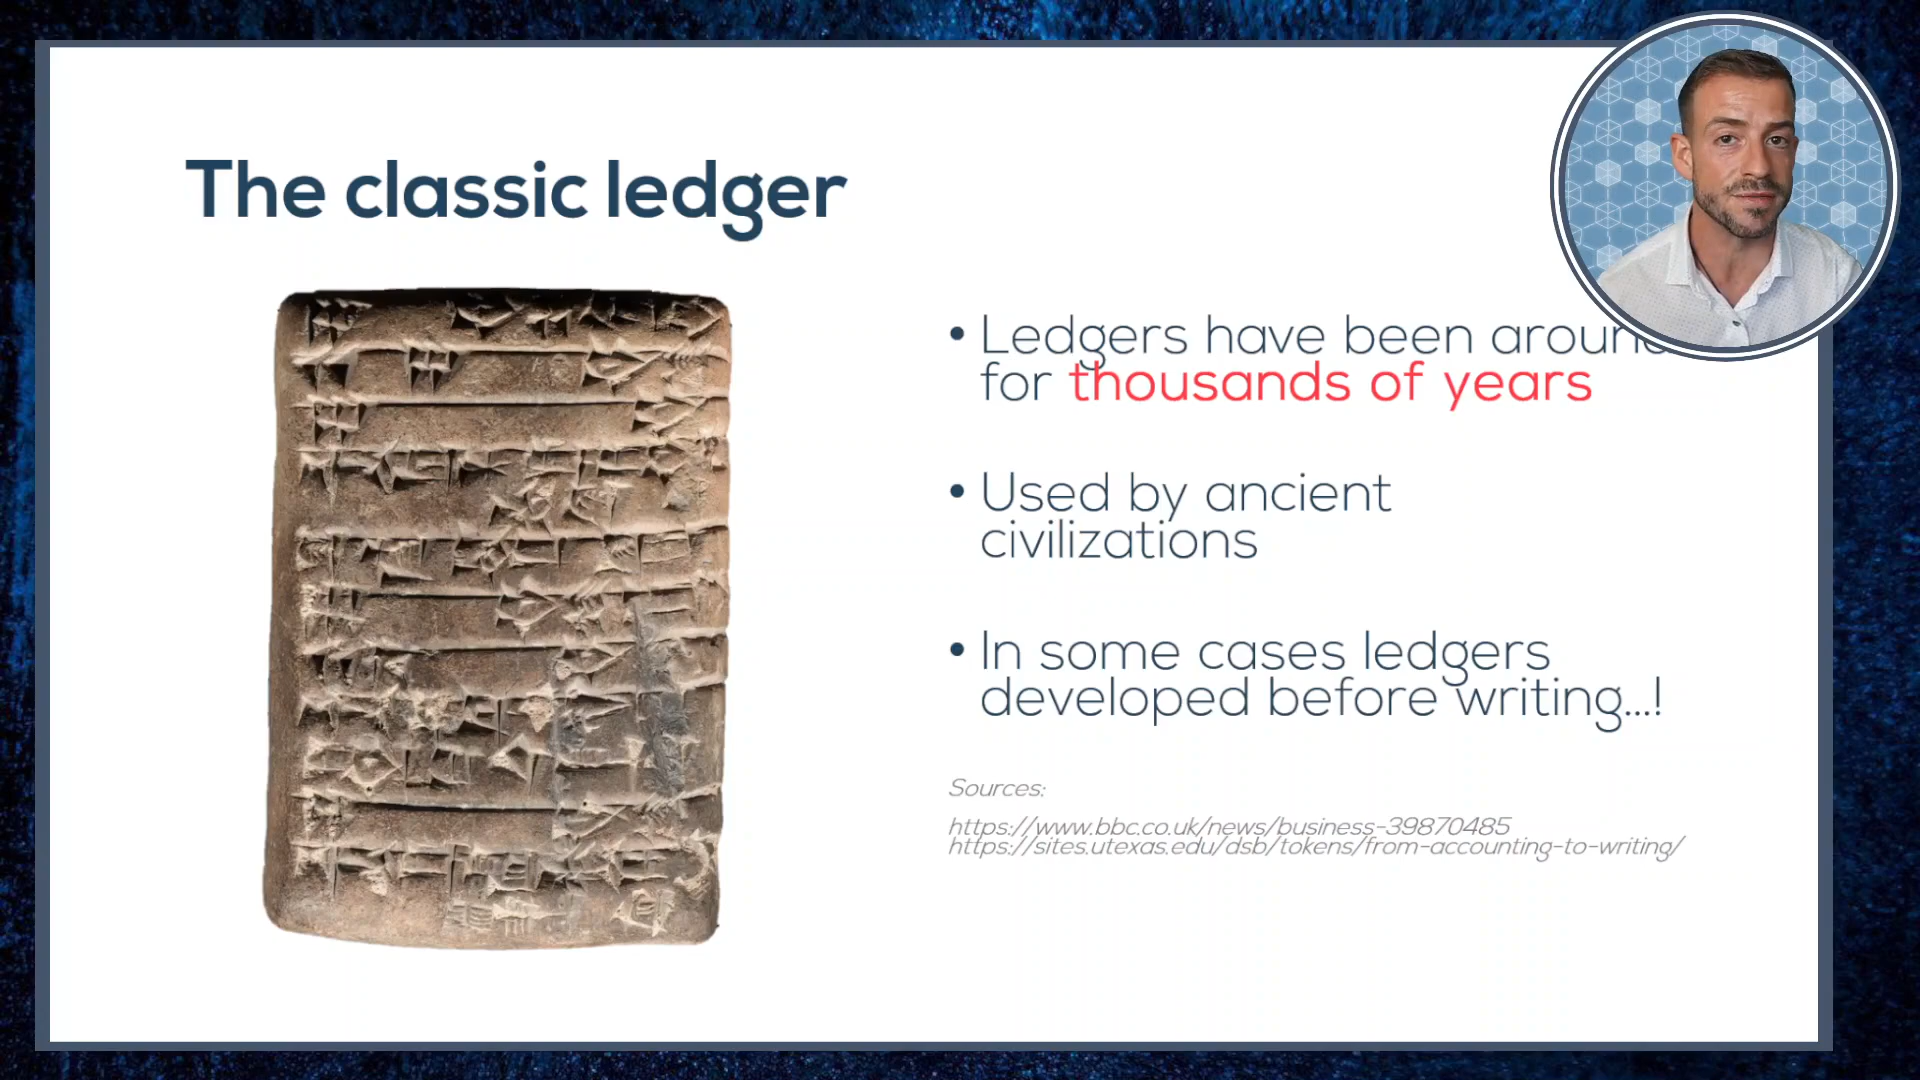 The classic ledger
• Ledgers have been around
for thousands of years
• Used by ancient
civilizations
• In some cases ledgers
developed before writing...!
Sources:
https://www.bbc.co.uk/news/business-39870485
https://sites.utexas.edu/dsb/tokens/from-accounting-to-writing/